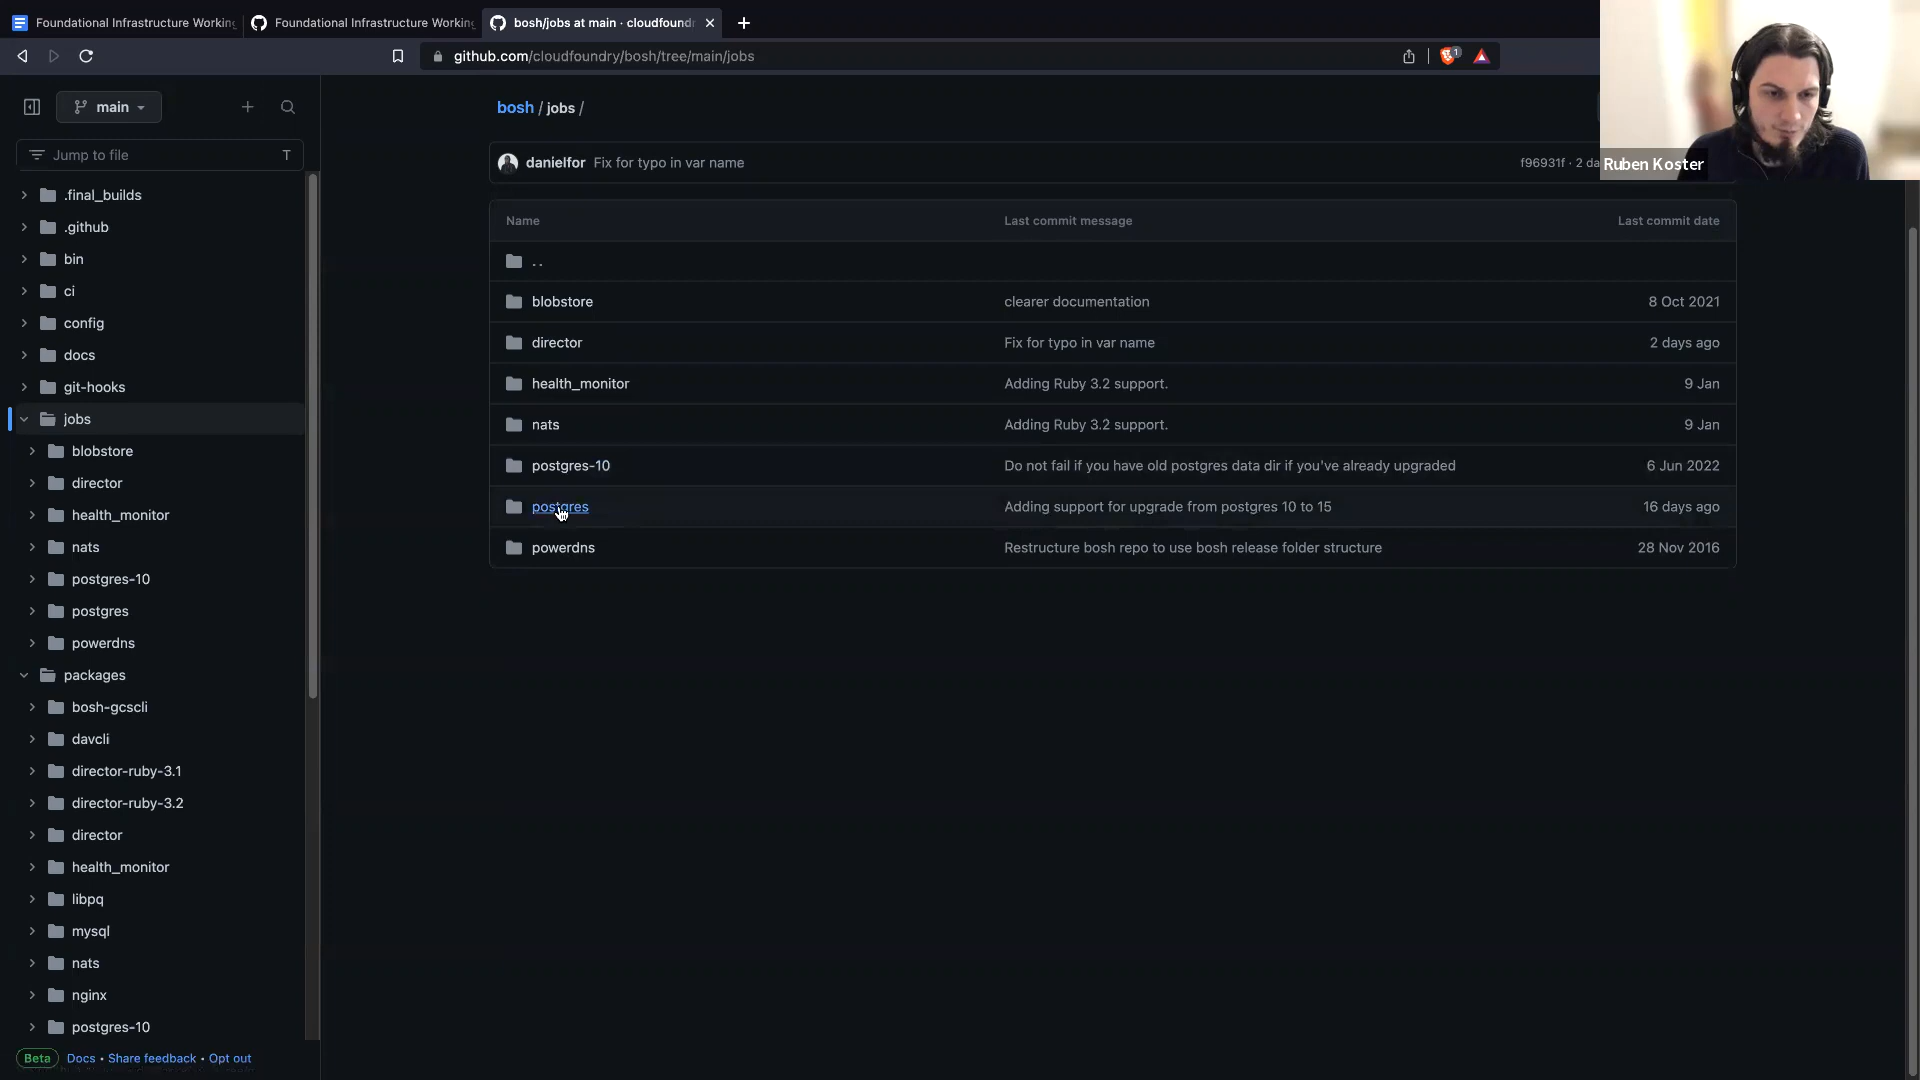 Foundational Infrastructure Working
Foundational Infrastructure Working
bosh/jobs at main · cloudfound
github.com/cloudfoundry/bosh/tree/main/jobs
1
main
Jump to file
T
.final_builds
.github
bin
ci
config
docs
git-hooks
jobs
blobstore
director
health_monitor
nats
postgres-10
postgres
powerdns
packages
bosh-gcscli
davcli
director-ruby-3.1
director-ruby-3.2
director
health_monitor
libpq
mysql
nats
nginx
postgres-10
Beta Docs • Share feedback • Opt out
bosh / jobs /
danielfor Fix for typo in var name f96931f · 2 da
Name Last commit message Last commit date
..
blobstore clearer documentation 8 Oct 2021
director Fix for typo in var name 2 days ago
health_monitor Adding Ruby 3.2 support. 9 Jan
nats Adding Ruby 3.2 support. 9 Jan
postgres-10 Do not fail if you have old postgres data dir if you've already upgraded 6 Jun 2022
postgres Adding support for upgrade from postgres 10 to 15 16 days ago
powerdns Restructure bosh repo to use bosh release folder structure 28 Nov 2016
Ruben Koster